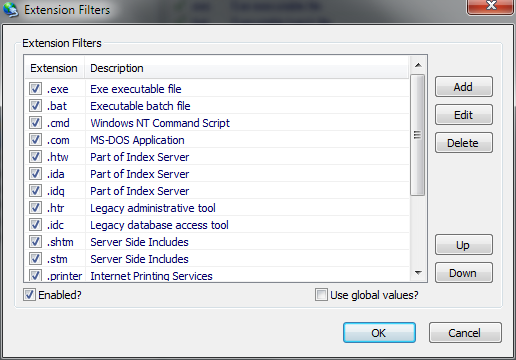 Extension Filters
Extension Filters
Extension Description
.exe Exe executable file
.bat Executable batch file
.cmd Windows NT Command Script
.com MS-DOS Application
.htw Part of Index Server
.ida Part of Index Server
.idq Part of Index Server
.htr Legacy administrative tool
.idc Legacy database access tool
.shtm Server Side Includes
.stm Server Side Includes
.printer Internet Printing Services
Add
Edit
Delete
Up
Down
Enabled? Use global values?
OK Cancel